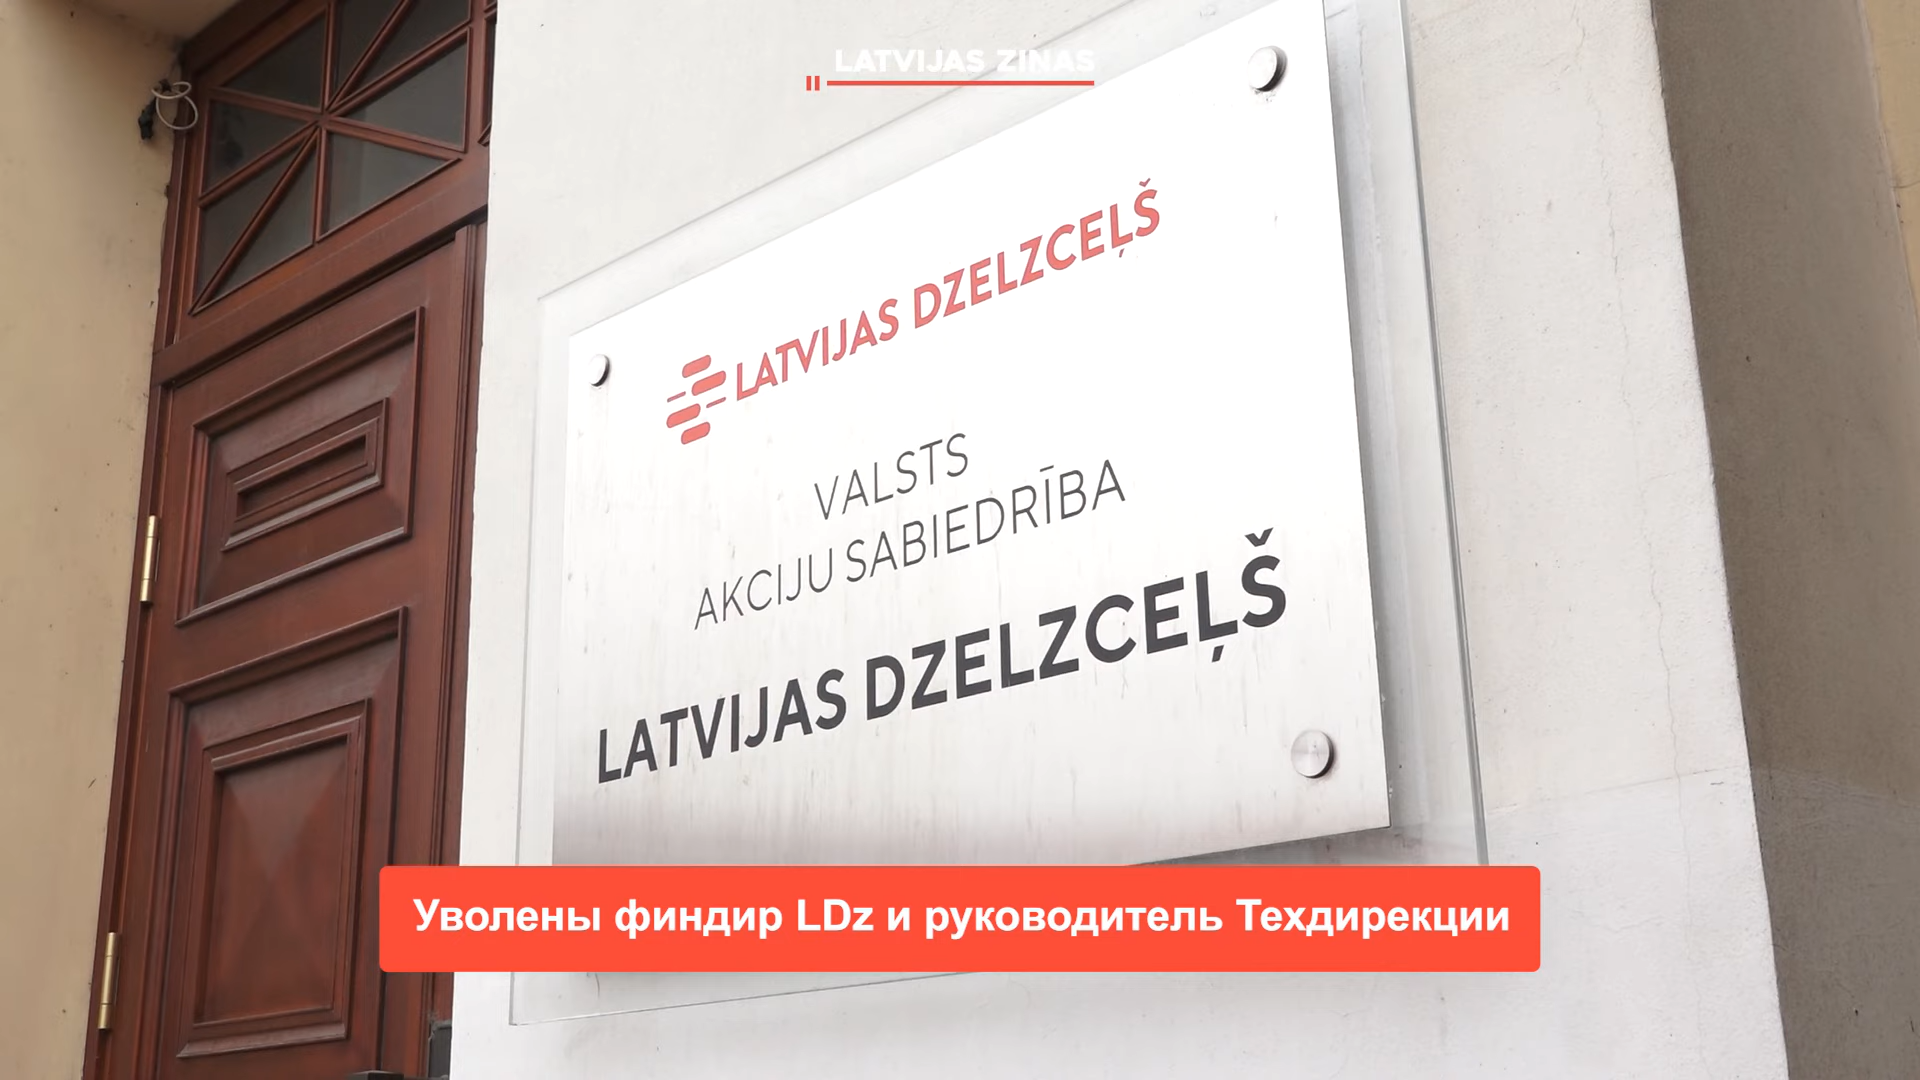 LATVIJAS ZIŅAS
LATVIJAS DZELZCEĻŠ
VALSTS
AKCIJU SABIEDRĪBA
LATVIJAS DZELZCEĻŠ
Уволены финдир LDz и руководитель Техдирекции